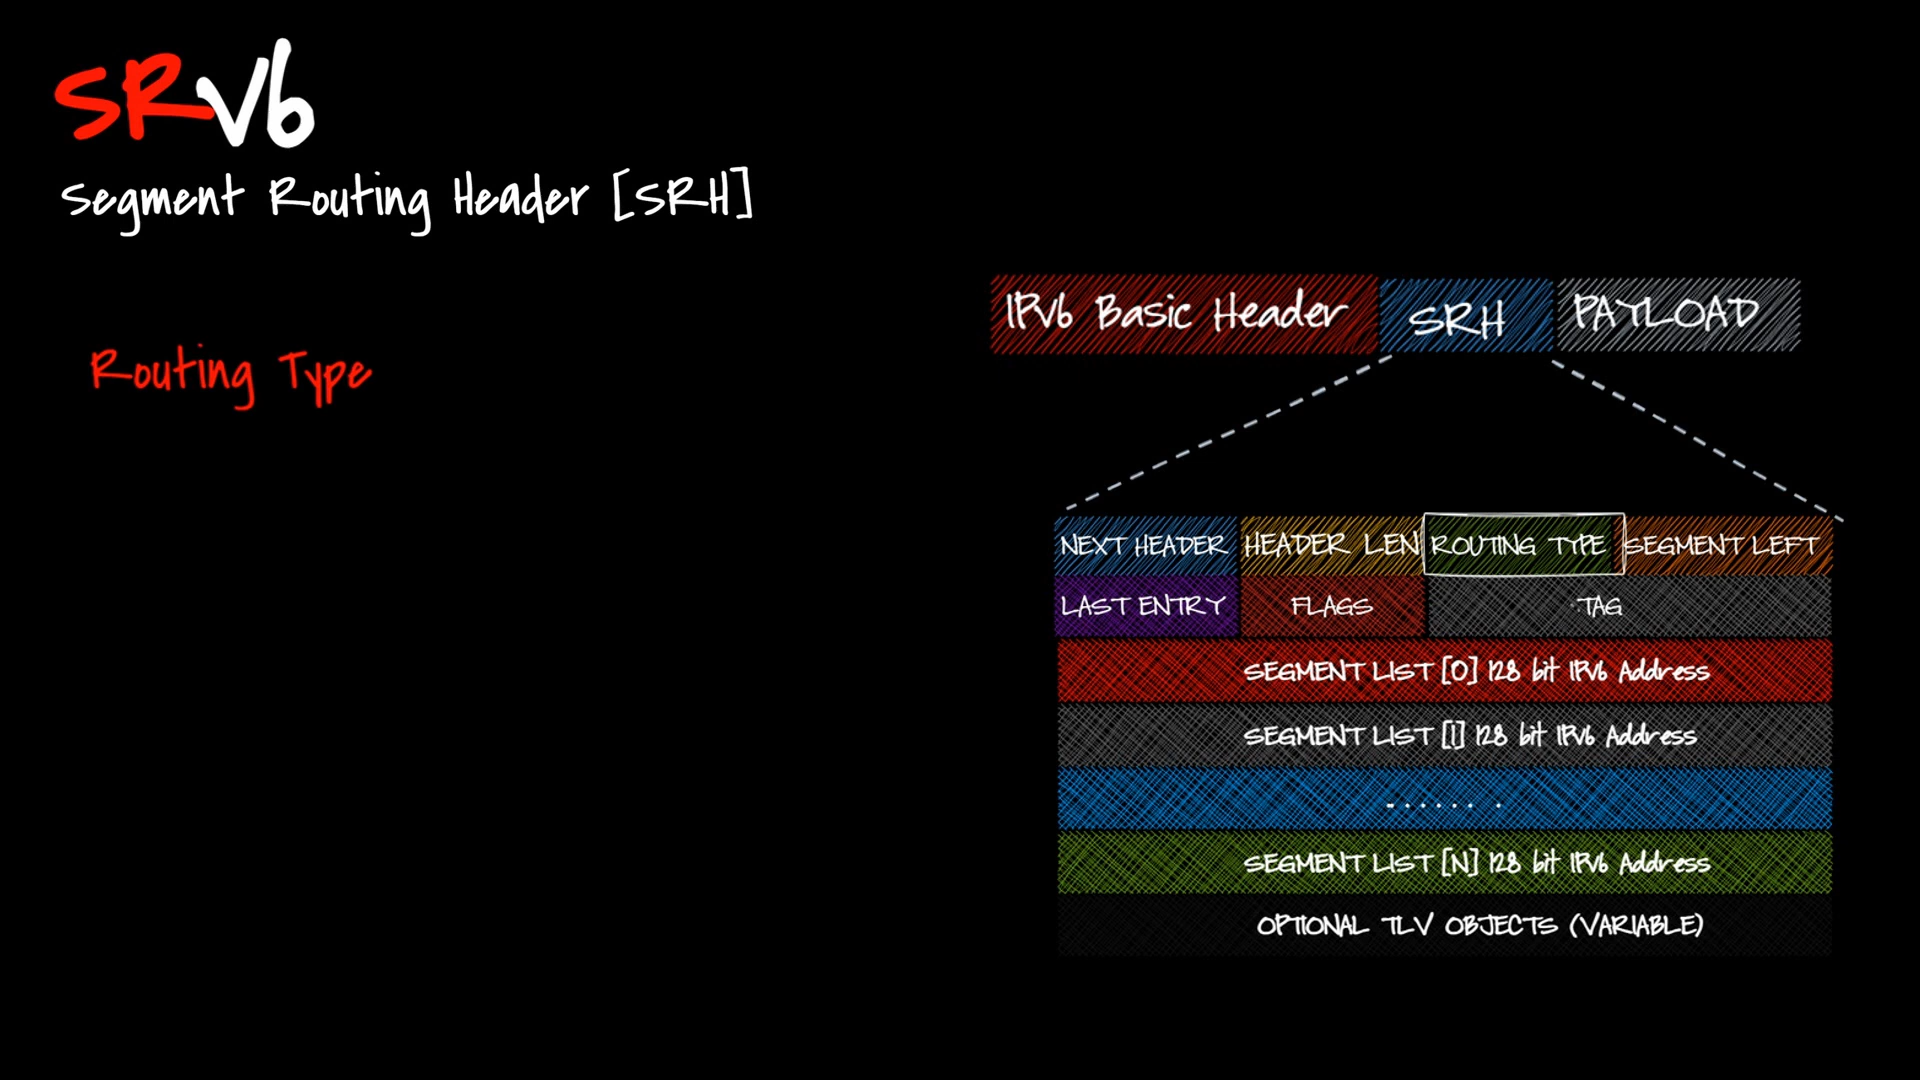 SRv6
Segment Routing Header [SRH]
Routing Type
IPv6 Basic Header SRH PAYLOAD
NEXT HEADER HEADER LEN ROUTING TYPE SEGMENT LEFT
LAST ENTRY FLAGS TAG
SEGMENT LIST [0] 128 bit IPv6 Address
SEGMENT LIST [1] 128 bit IPv6 Address
....... .
SEGMENT LIST [N] 128 bit IPv6 Address
OPTIONAL TLV OBJECTS (VARIABLE)